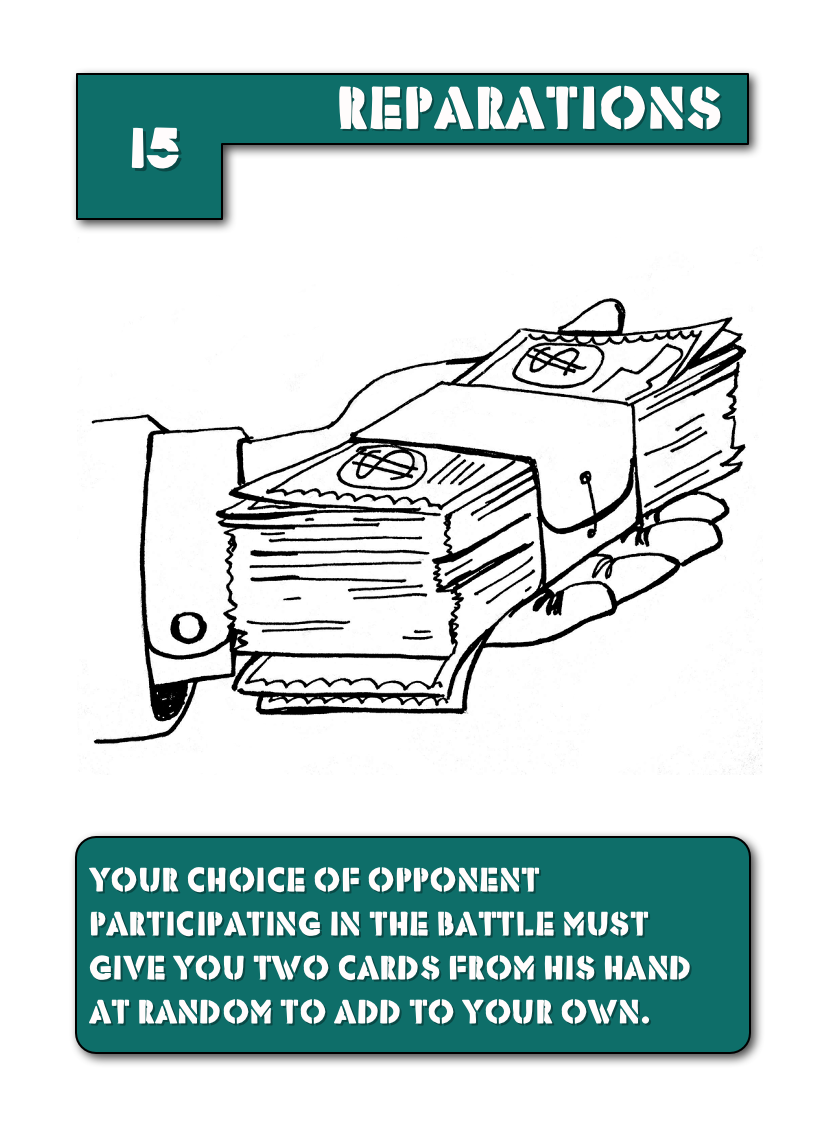 REPARATIONS
15
$
$
YOUR CHOICE OF OPPONENT
PARTICIPATING IN THE BATTLE MUST
GIVE YOU TWO CARDS FROM HIS HAND
AT RANDOM TO ADD TO YOUR OWN.